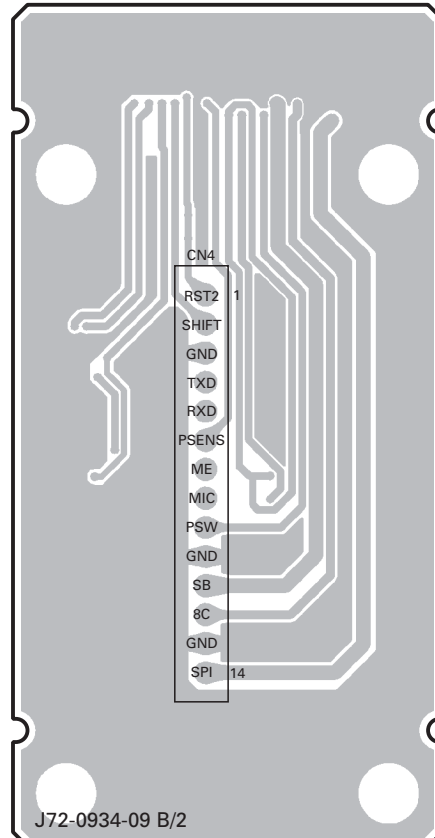 CN4
RST2 1
SHIFT
GND
TXD
RXD
PSENS
ME
MIC
PSW
GND
SB
8C
GND
SPI 14
J72-0934-09 B/2